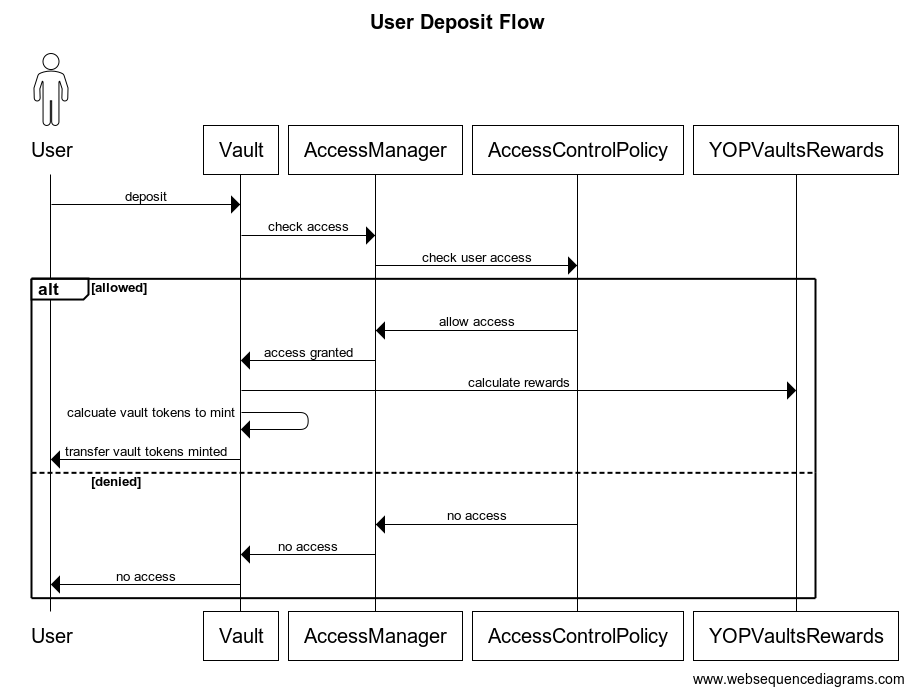 User Deposit Flow
User
Vault
AccessManager
AccessControlPolicy
YOPVaultsRewards
deposit
check access
check user access
alt
[allowed]
allow access
access granted
calculate rewards
calcuate vault tokens to mint
transfer vault tokens minted
[denied]
no access
no access
no access
User
Vault
AccessManager
AccessControlPolicy
YOPVaultsRewards
www.websequencediagrams.com